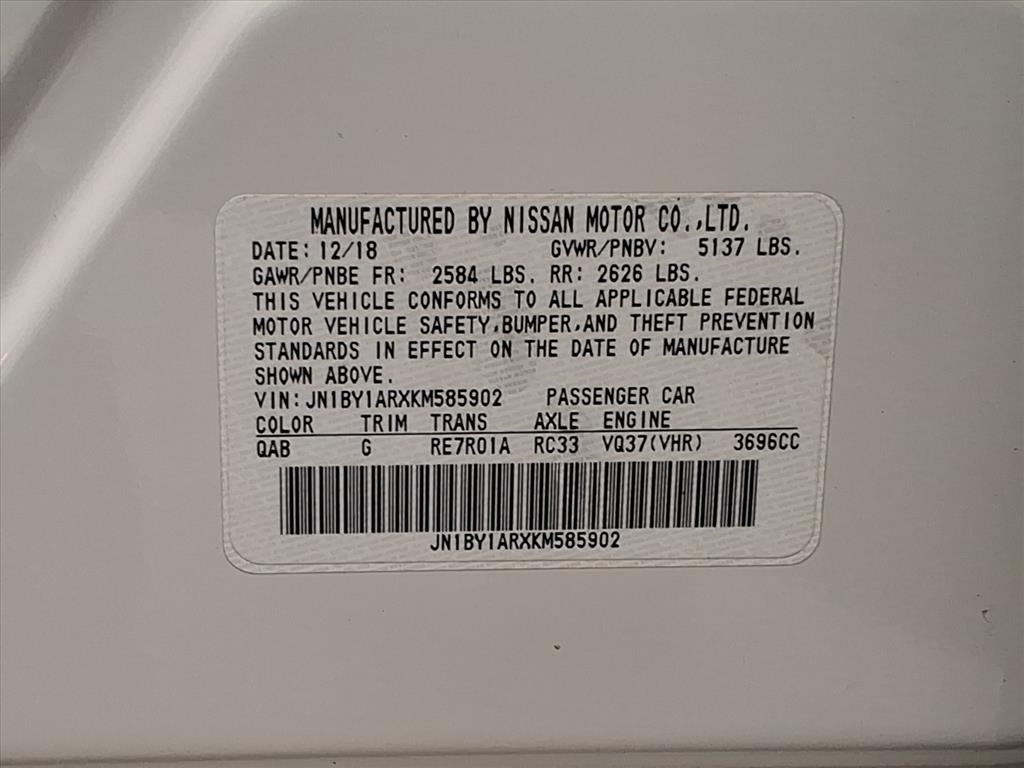 MANUFACTURED BY NISSAN MOTOR CO.,LTD.
DATE: 12/18 GVWR/PNBV: 5137 LBS.
GAWR/PNBE FR: 2584 LBS. RR: 2626 LBS.
THIS VEHICLE CONFORMS TO ALL APPLICABLE FEDERAL
MOTOR VEHICLE SAFETY,BUMPER,AND THEFT PREVENTION
STANDARDS IN EFFECT ON THE DATE OF MANUFACTURE
SHOWN ABOVE.
VIN:JN1BY1ARXKM585902 PASSENGER CAR
COLOR TRIM TRANS AXLE ENGINE
QAB G RE7R01A RC33 VQ37(VHR) 3696CC
JN1BY1ARXKM585902